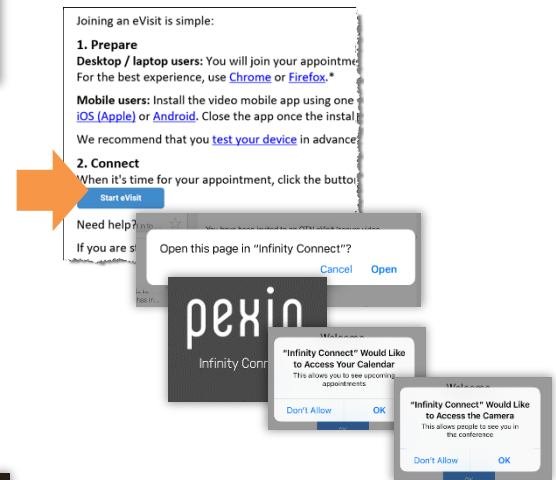 Joining an eVisit is simple:
1. Prepare
Desktop / laptop users: You will join your appointme
For the best experience, use Chrome or Firefox.*
Mobile users: Install the video mobile app using one
iOS (Apple) or Android. Close the app once the instal
We recommend that you test your device in advance
2. Connect
When it's time for your appointment, click the butto
Start eVisit
Need help?
You have been invited to an OTN eVisit
If you are st
Open this page in “Infinity Connect”?
Cancel Open
pexip
Infinity Conn
Welcome
“Infinity Connect” Would Like
to Access Your Calendar
This allows you to see upcoming
appointments
Don't Allow OK
Welcome
“Infinity Connect” Would Like
to Access the Camera
This allows people to see you in
the conference
Don't Allow OK